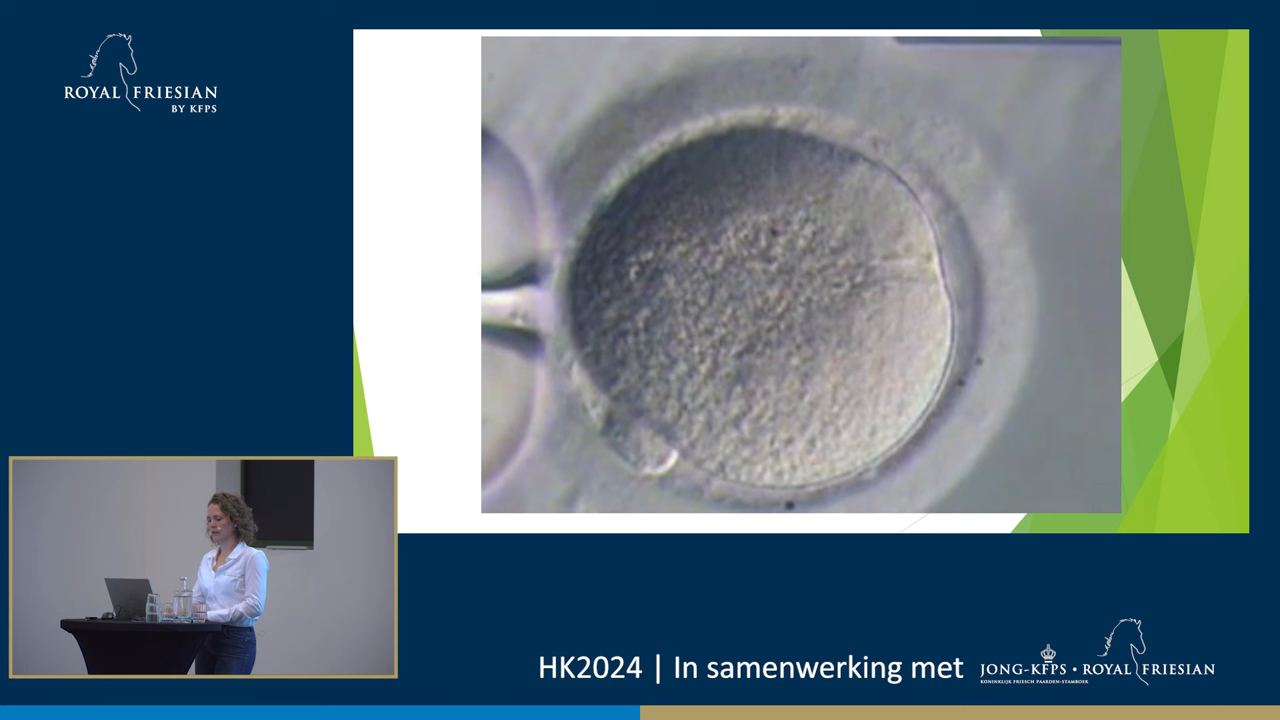 ROYAL FRIESIAN
BY KFPS
HK2024 | In samenwerking met
JONG-KFPS • ROYAL FRIESIAN
KONINKLIJK FRIESCH PAARDEN-STAMBOEK